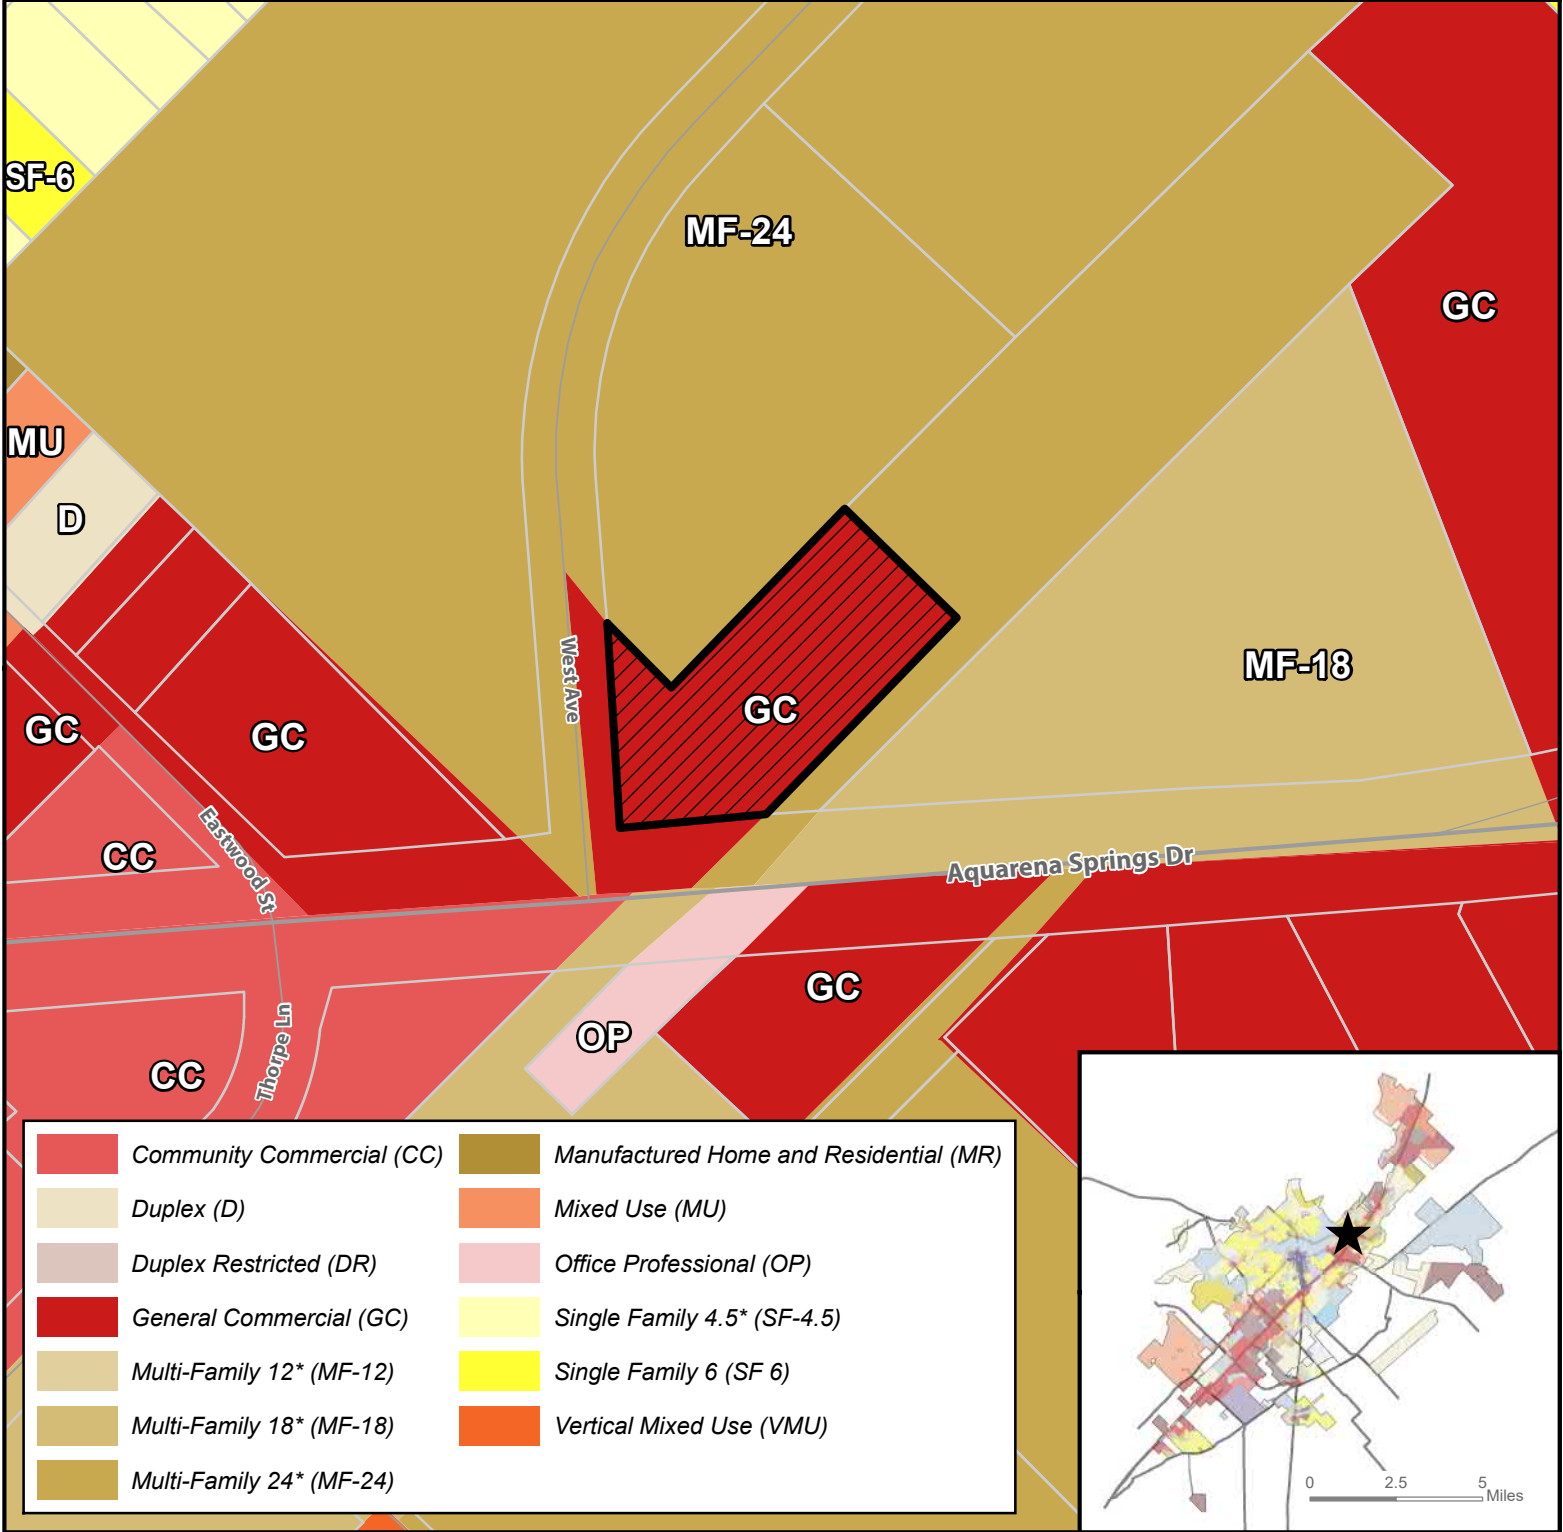 SF-6
MF-24
GC
MU
D
West Ave
MF-18
GC
GC
GC
Eastwood St
CC
Aquarena Springs Dr
GC
OP
Thorpe Ln
CC
Community Commercial (CC)
Duplex (D)
Duplex Restricted (DR)
General Commercial (GC)
Multi-Family 12* (MF-12)
Multi-Family 18* (MF-18)
Multi-Family 24* (MF-24)
Manufactured Home and Residential (MR)
Mixed Use (MU)
Office Professional (OP)
Single Family 4.5* (SF-4.5)
Single Family 6 (SF 6)
Vertical Mixed Use (VMU)
0 2.5 5
Miles